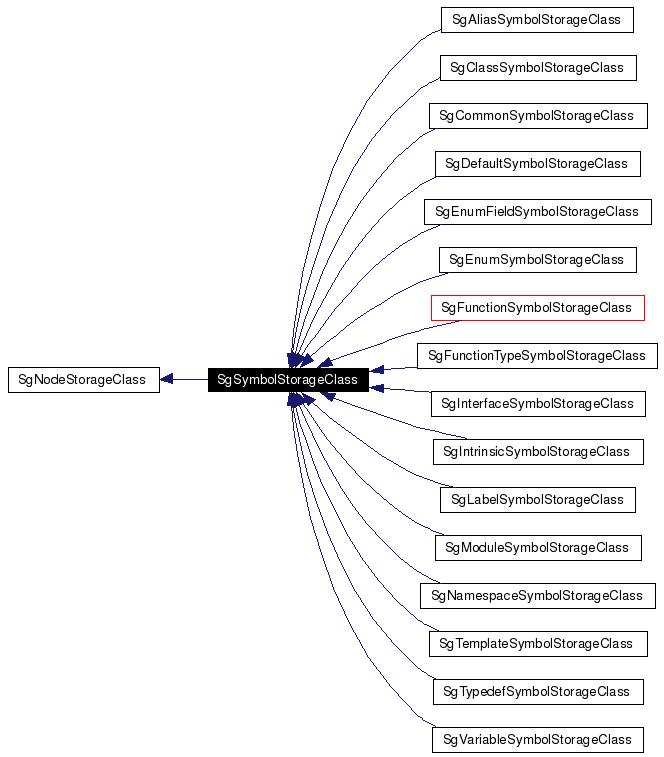 SgAliasSymbolStorageClass
SgClassSymbolStorageClass
SgCommonSymbolStorageClass
SgDefaultSymbolStorageClass
SgEnumFieldSymbolStorageClass
SgEnumSymbolStorageClass
SgFunctionSymbolStorageClass
SgFunctionTypeSymbolStorageClass
SgNodeStorageClass
SgSymbolStorageClass
SgInterfaceSymbolStorageClass
SgIntrinsicSymbolStorageClass
SgLabelSymbolStorageClass
SgModuleSymbolStorageClass
SgNamespaceSymbolStorageClass
SgTemplateSymbolStorageClass
SgTypedefSymbolStorageClass
SgVariableSymbolStorageClass